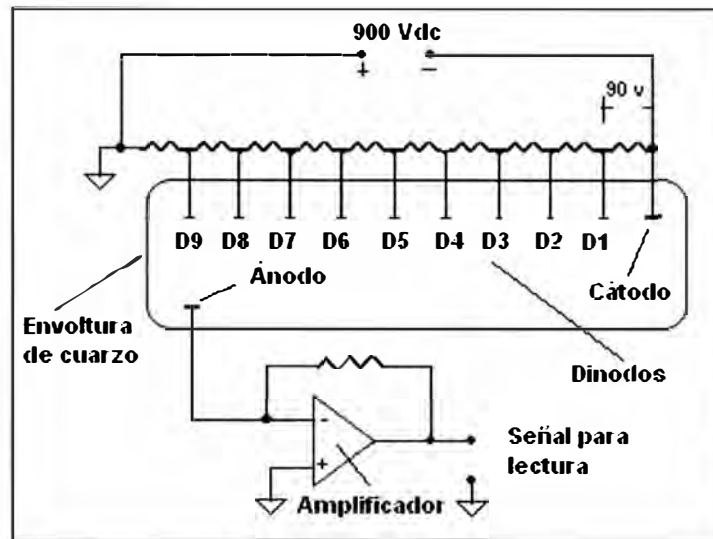 900 Vdc
+ −
90 v
D9 D8 D7 D6 D5 D4 D3 D2 D1
Ánodo
Cátodo
Envoltura
de cuarzo
Dinodos
-
+
Señal para
lectura
Amplificador